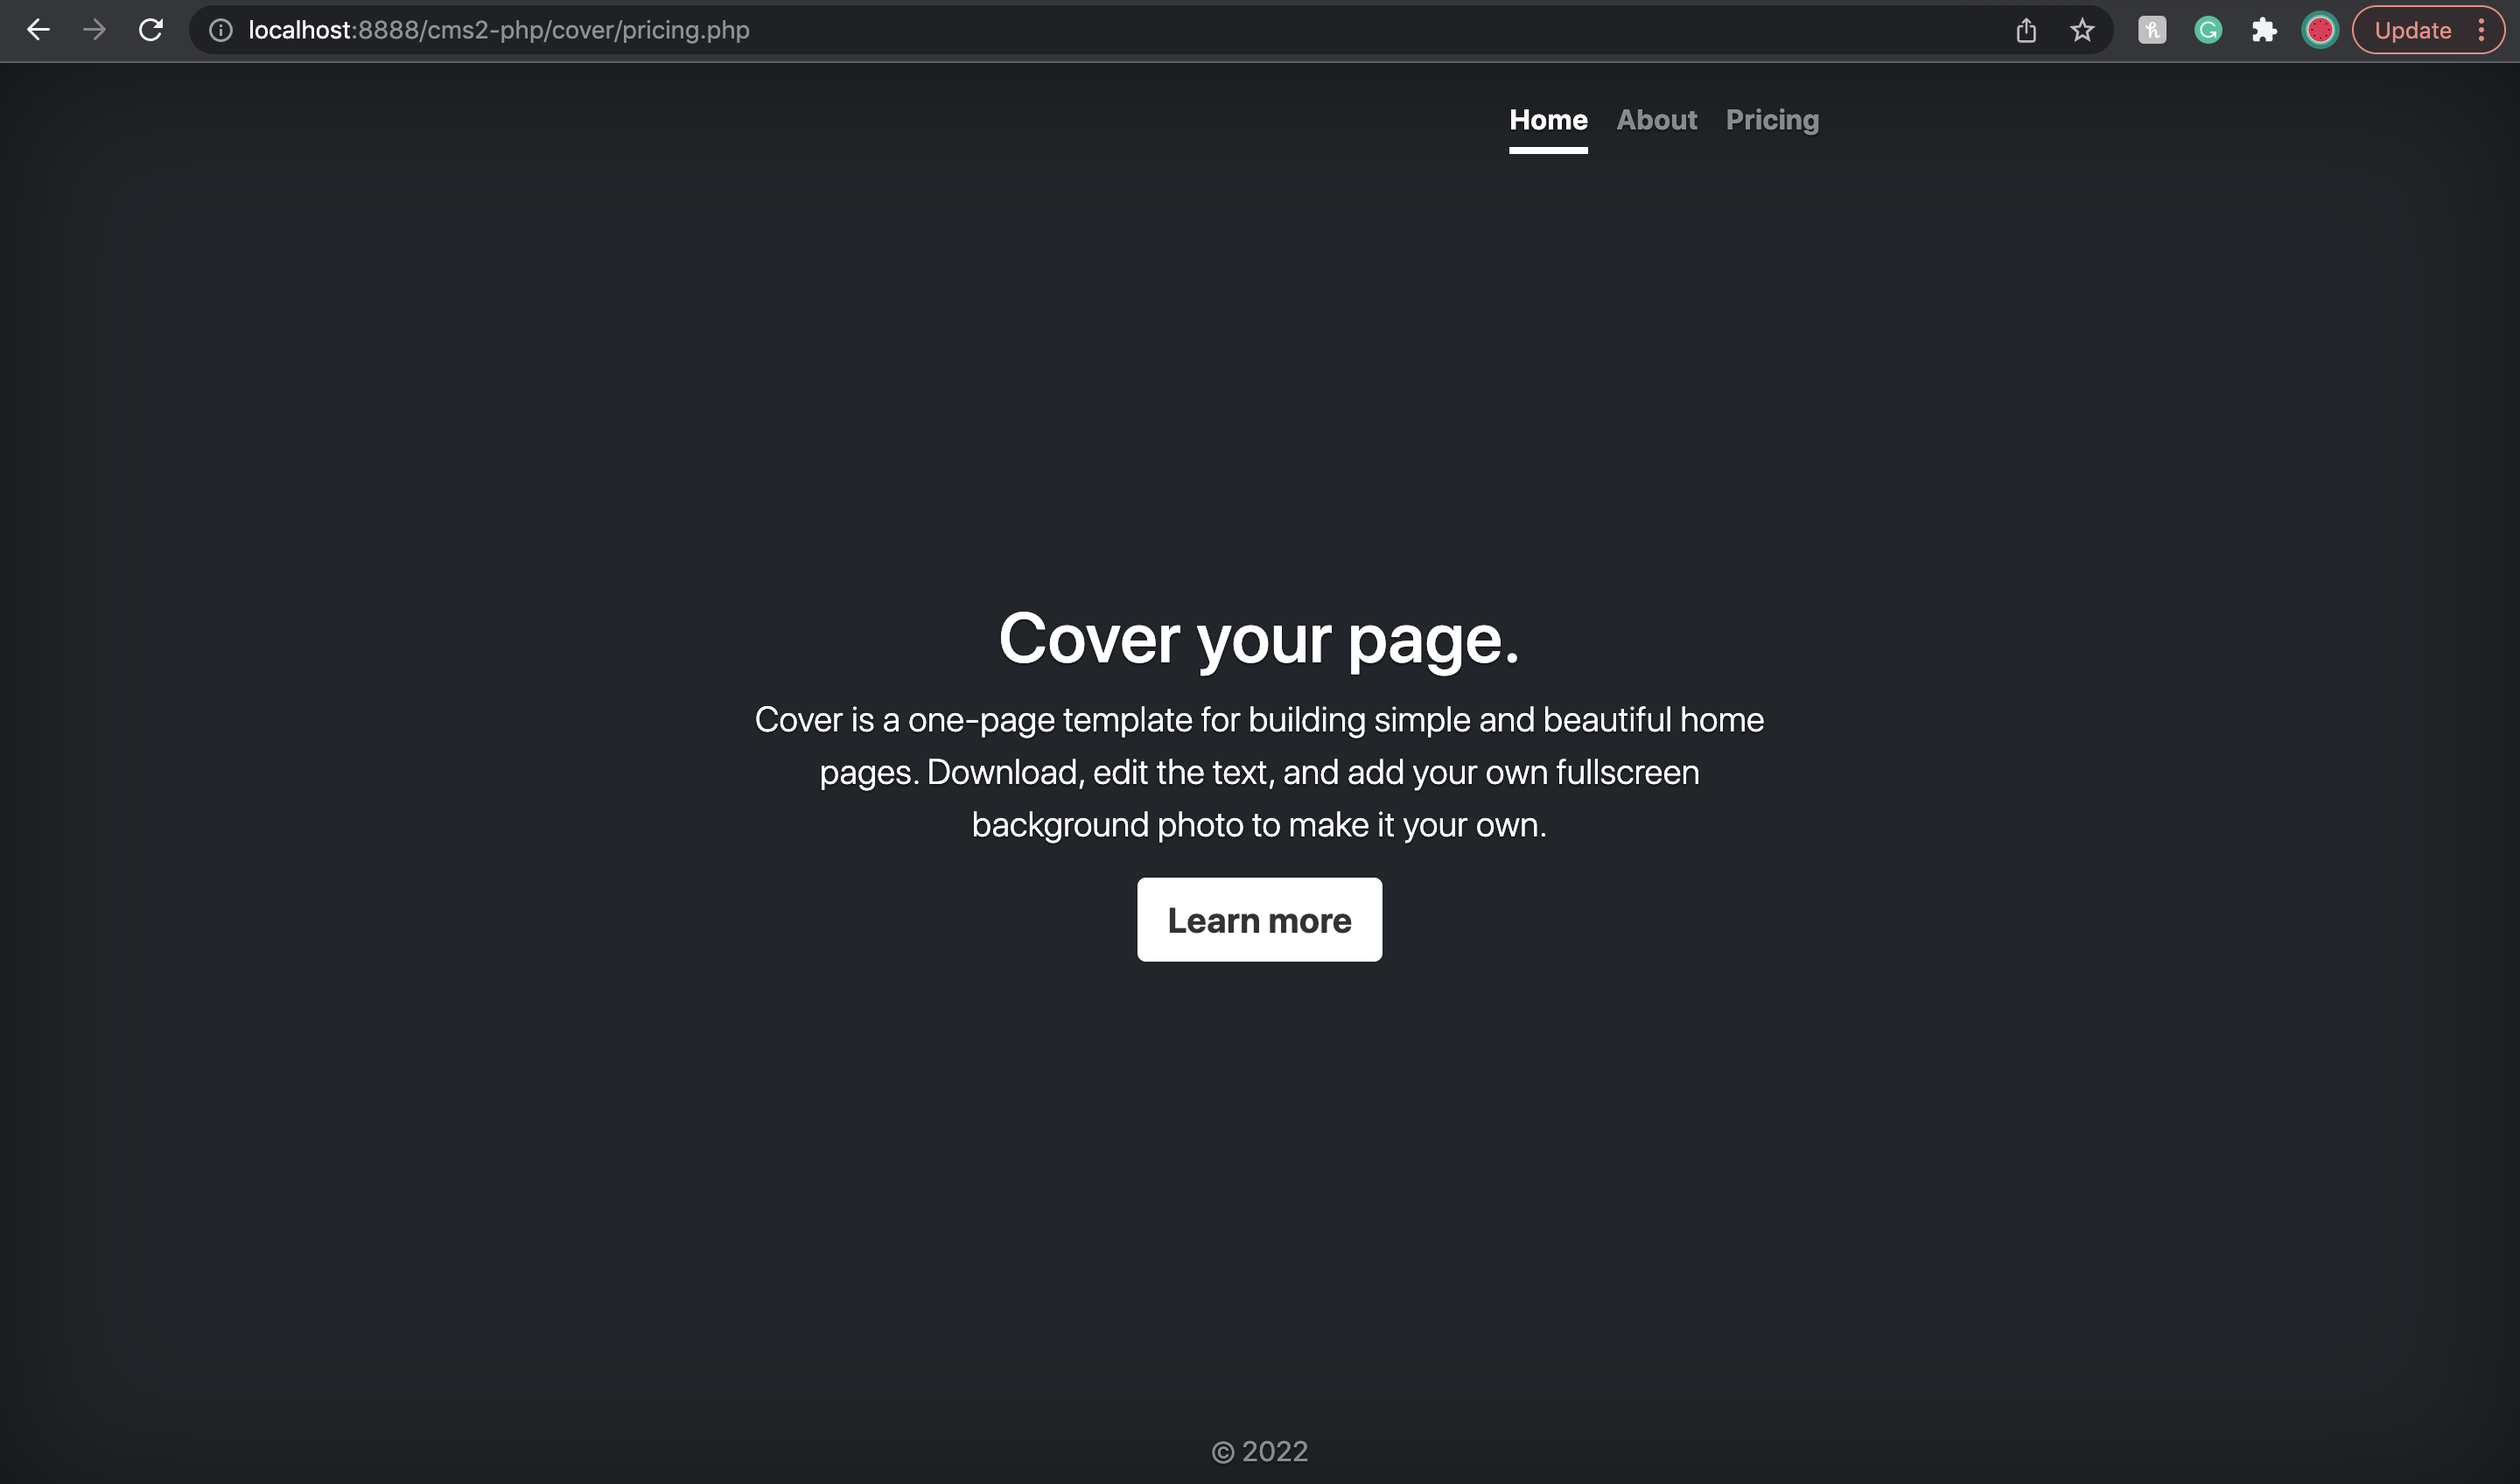 localhost:8888/cms2-php/cover/pricing.php
Update
Home About Pricing
Cover your page.
Cover is a one-page template for building simple and beautiful home
pages. Download, edit the text, and add your own fullscreen
background photo to make it your own.
Learn more
© 2022